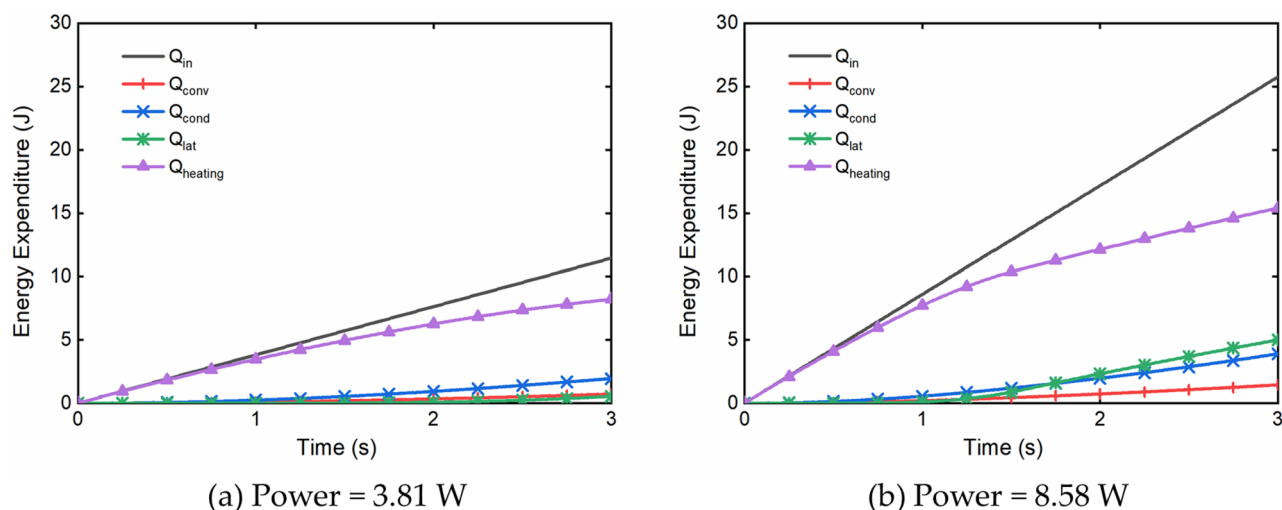 30
25
20
15
10
5
0
Energy Expenditure (J)
Q_in
Q_conv
Q_cond
Q_lat
Q_heating
0 1 2 3
Time (s)
(a) Power = 3.81 W
30
25
20
15
10
5
0
Energy Expenditure (J)
Q_in
Q_conv
Q_cond
Q_lat
Q_heating
0 1 2 3
Time (s)
(b) Power = 8.58 W